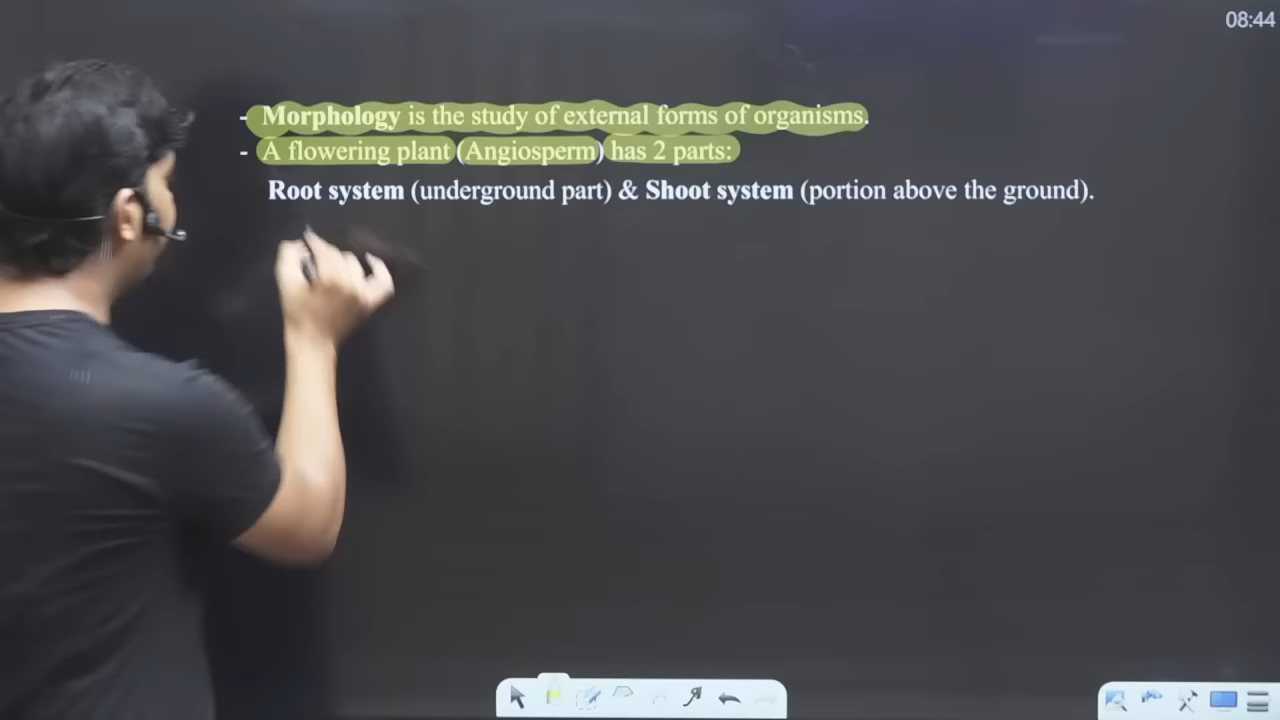 08:44
- Morphology is the study of external forms of organisms.
- A flowering plant (Angiosperm) has 2 parts:
Root system (underground part) & Shoot system (portion above the ground).